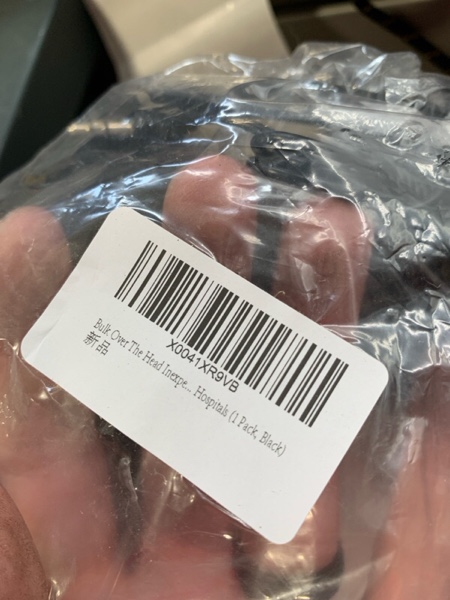 X0041XR9VB
Bulk Over The Head Inexpe... Hospitals (1 Pack, Black)
新品